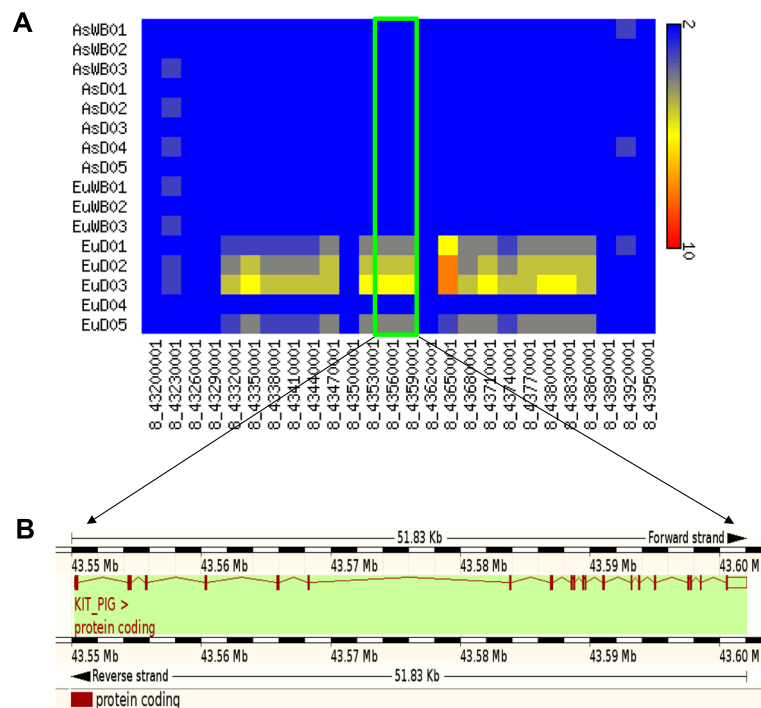 A
AsWB01
AsWB02
AsWB03
AsD01
AsD02
AsD03
AsD04
AsD05
EuWB01
EuWB02
EuWB03
EuD01
EuD02
EuD03
EuD04
EuD05
2
10
8_43200001
8_43230001
8_43260001
8_43290001
8_43320001
8_43350001
8_43380001
8_43410001
8_43440001
8_43470001
8_43500001
8_43530001
8_43560001
8_43590001
8_43620001
8_43650001
8_43680001
8_43710001
8_43740001
8_43770001
8_43800001
8_43830001
8_43860001
8_43890001
8_43920001
8_43950001
B
51.83 Kb Forward strand
43.55 Mb 43.56 Mb 43.57 Mb 43.58 Mb 43.59 Mb 43.60 M
KIT_PIG >
protein coding
43.55 Mb 43.56 Mb 43.57 Mb 43.58 Mb 43.59 Mb 43.60 M
Reverse strand 51.83 Kb
protein coding